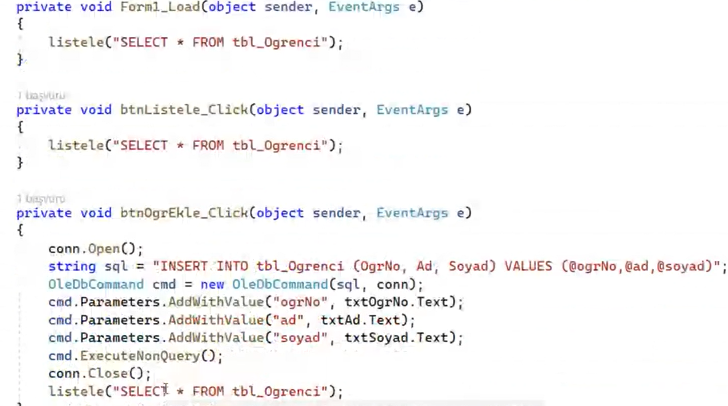 private void Form1_Load(object sender, EventArgs e)
{
listele("SELECT * FROM tbl_Ogrenci");
}
1 başvuru
private void btnListele_Click(object sender, EventArgs e)
{
listele("SELECT * FROM tbl_Ogrenci");
}
1 başvuru
private void btnOgrEkle_Click(object sender, EventArgs e)
{
conn.Open();
string sql = "INSERT INTO tbl_Ogrenci (OgrNo, Ad, Soyad) VALUES (@ogrNo,@ad,@soyad)";
OleDbCommand cmd = new OleDbCommand(sql, conn);
cmd.Parameters.AddWithValue("ogrNo", txtOgrNo.Text);
cmd.Parameters.AddWithValue("ad", txtAd.Text);
cmd.Parameters.AddWithValue("soyad", txtSoyad.Text);
cmd.ExecuteNonQuery();
conn.Close();
listele("SELECT * FROM tbl_Ogrenci");